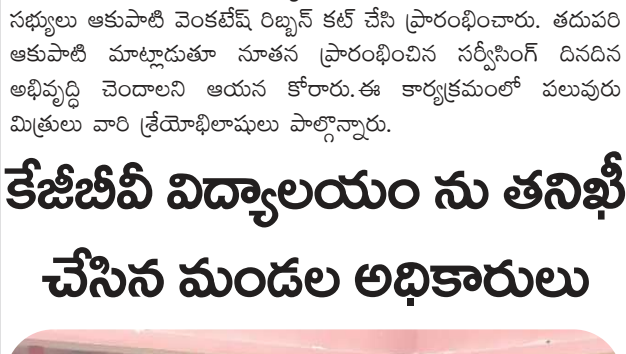 సభ్యులు ఆకుపాటి వెంకటేష్ రిబ్బన్ కట్ చేసి ప్రారంభించారు. తదుపరి
ఆకుపాటి మాట్లాడుతూ నూతన ప్రారంభించిన సర్వీసింగ్ దినదిన
అభివృద్ధి చెందాలని ఆయన కోరారు.ఈ కార్యక్రమంలో పలువురు
మిత్రులు వారి శ్రేయోభిలాషులు పాల్గొన్నారు.
కేజీబీవీ విద్యాలయం ను తనిఖీ
చేసిన మండల అధికారులు